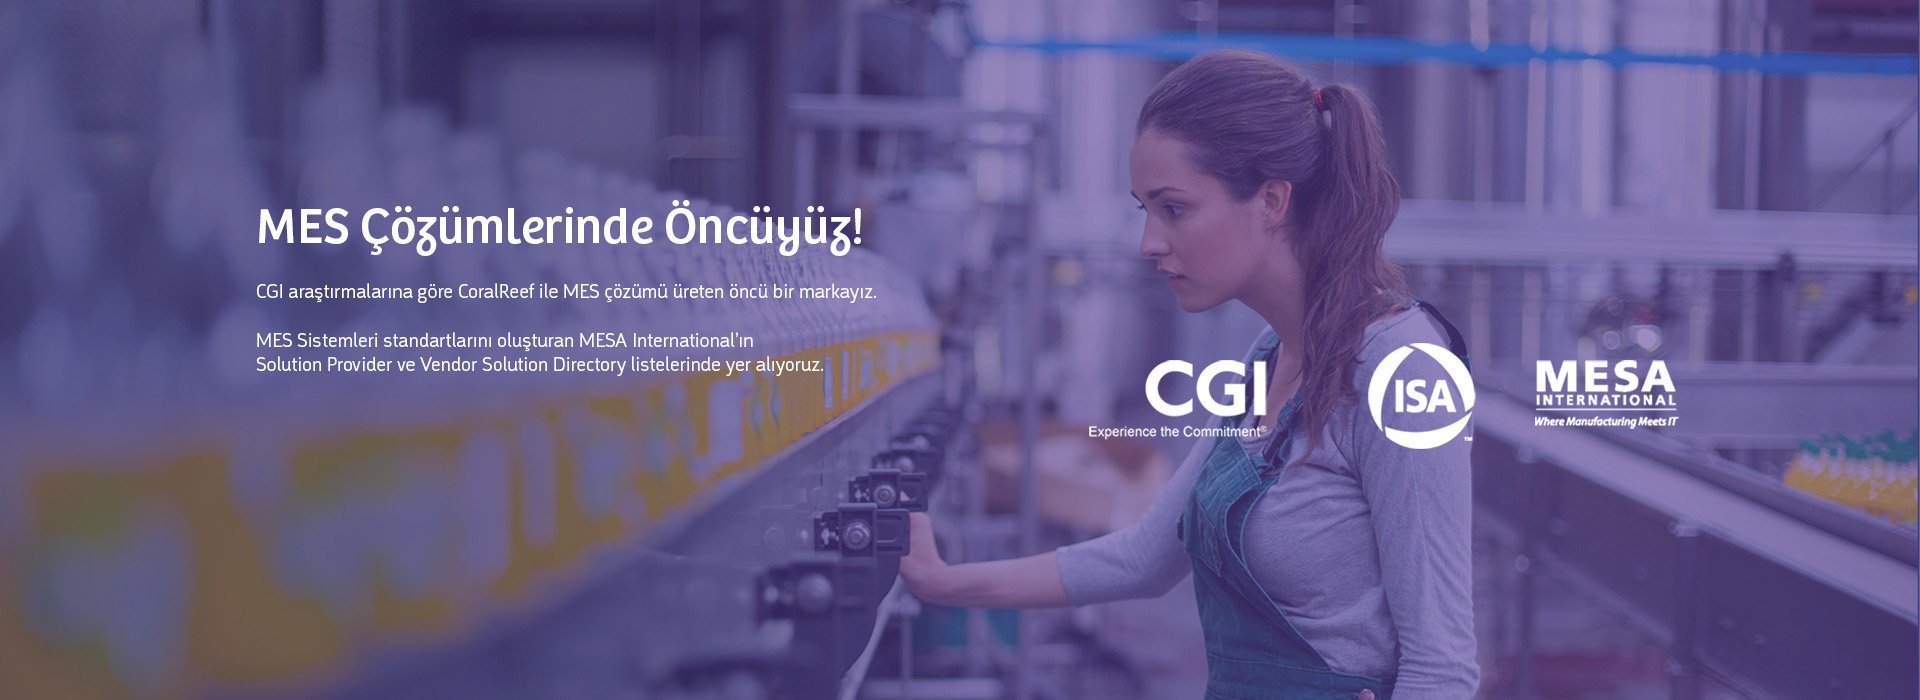 MES Çözümlerinde Öncüyüz!
CGI araştırmalarına göre CoralReef ile MES çözümü üreten öncü bir markayız.
MES Sistemleri standartlarını oluşturan MESA International'ın
Solution Provider ve Vendor Solution Directory listelerinde yer alıyoruz.
CGI
Experience the Commitment®
ISA
™
MESA
INTERNATIONAL
Where Manufacturing Meets IT